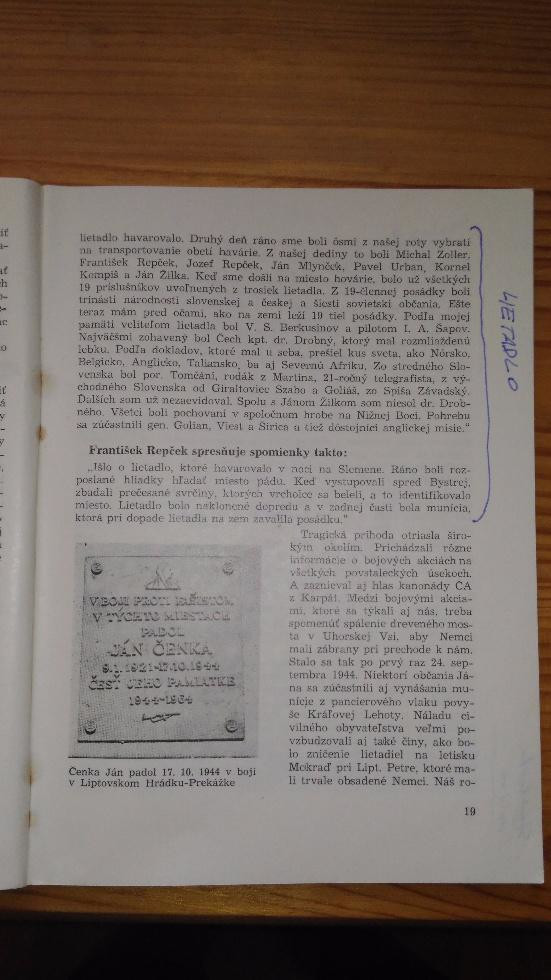 lietadlo havarovalo. Druhý deň ráno sme boli ôsmi z našej roty vybratí
na transportovanie obetí havárie. Z našej dediny to boli Michal Zoller,
František Repček, Jozef Repček, Ján Mlynček, Pavel Urban, Kornel
Kompiš a Ján Žilka. Keď sme došli na miesto hovárie, bolo už všetkých
19 príslušníkov uvoľnených z trosiek lietadla. Z 19-člennej posádky boli
trinásti národnosti slovenskej a českej a šiesti sovietski občania. Ešte
teraz mám pred očami, ako na zemi leží 19 tiel posádky. Podľa mojej
pamäti veliteľom lietadla bol V. S. Berkusinov a pilotom I. A. Šapov.
Najväčšmi zohavený bol Čech kpt. dr. Drobný, ktorý mal rozmliaždenú
lebku. Podľa dokladov, ktoré mal u seba, prešiel kus sveta, ako Nórsko,
Belgicko, Anglicko, Taliansko, ba aj Severnú Afriku. Zo stredného Slo-
venska bol por. Tomčáni, rodák z Martina, 21-ročný telegrafista, z vý-
chodného Slovenska od Giraltoviec Szabo a Goliáš, zo Spiša Závadský.
Ďalších som už nezaevidoval. Spolu s Jánom Žilkom som niesol dr. Drob-
ného. Všetci boli pochovaní v spoločnom hrobe na Nižnej Boci. Pohrebu
sa zúčastnili gen. Golian, Viest a Širica a tiež dôstojníci anglickej misie."
František Repček spresňuje spomienky takto:
„Išlo o lietadlo, ktoré havarovalo v noci na Slemene. Ráno boli roz-
poslané hliadky hľadať miesto pádu. Keď vystupovali spred Bystrej,
zbadali prečesané svrčiny, ktorých vrcholce sa beleli, a to identifikovalo
miesto. Lietadlo bolo naklonené dopredu a v zadnej časti bola munícia,
ktorá pri dopade lietadla na zem zavalila posádku."
Tragická príhoda otriasla širo-
kým okolím. Prichádzali rôzne
informácie o bojových akciách na
všetkých povstaleckých úsekoch.
A zaznieval aj hlas kanonády ČA
z Karpát. Medzi bojovými akcia-
mi, ktoré sa týkali aj nás, treba
spomenúť spálenie dreveného mos-
ta v Uhorskej Vsi, aby Nemci
mali zábrany pri prechode k nám.
Stalo sa tak po prvý raz 24. sep-
tembra 1944. Niektorí občania Já-
na sa zúčastnili aj vynášania mu-
nície z pancierového vlaku povy-
še Kráľovej Lehoty. Náladu ci-
vilného obyvateľstva veľmi po-
vzbudzovali aj také činy, ako bo-
lo zničenie lietadiel na letisku
Mokraď pri Lipt. Petre, ktoré ma-
li trvale obsadené Nemci. Náš ro-
V BOJI PROTI FAŠISTOM
V TÝCHTO MIESTACH
PADOL
JÁN ČENKA
9.1.1921-17.10.1944
ČESŤ JEHO PAMIATKE
1944-1964
Čenka Ján padol 17. 10. 1944 v boji
v Liptovskom Hrádku-Prekážke
19
LIETADLO